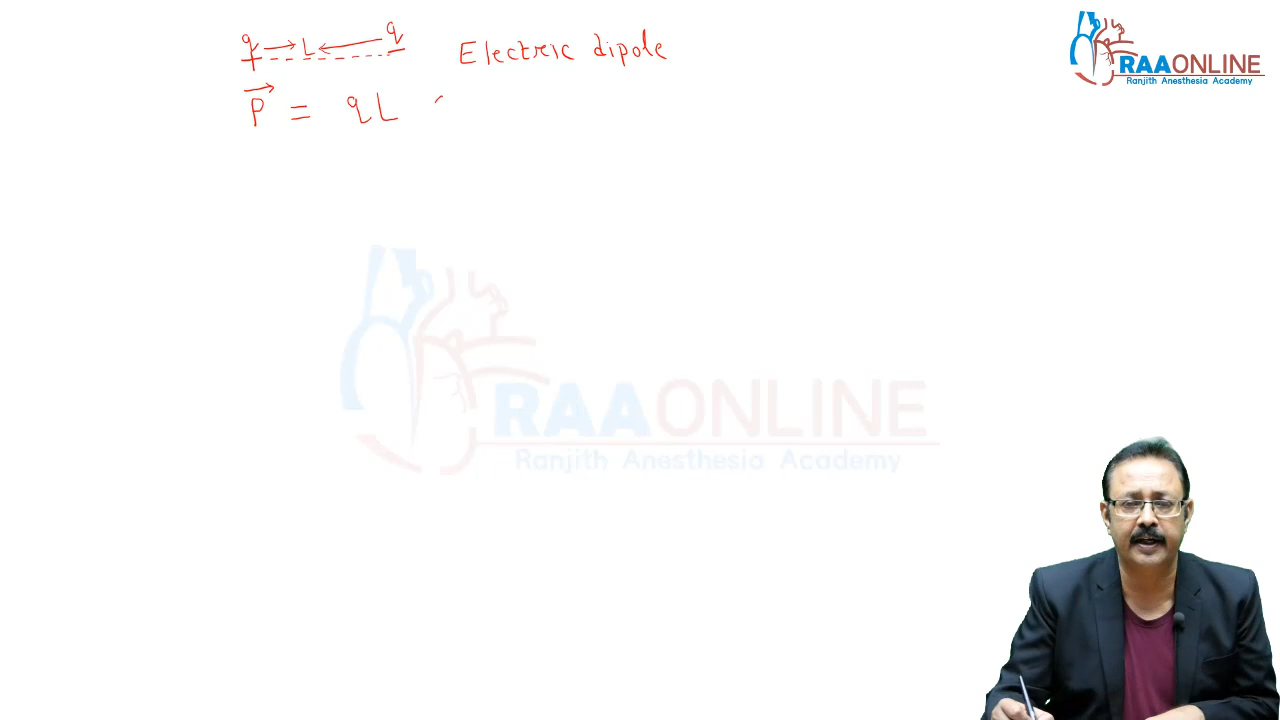 q → L ← q
+ - Electric dipole
P⃗ = qL
RAAONLINE
Ranjith Anesthesia Academy
RAAONLINE
Ranjith Anesthesia Academy